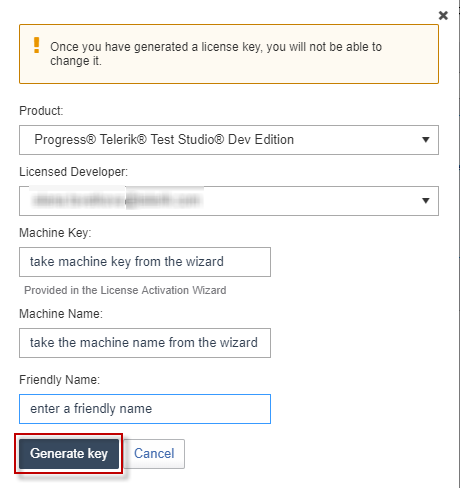 Once you have generated a license key, you will not be able to
change it.
Product:
Progress® Telerik® Test Studio® Dev Edition
Licensed Developer:
Machine Key:
take machine key from the wizard
Provided in the License Activation Wizard
Machine Name:
take the machine name from the wizard
Friendly Name:
enter a friendly name
Generate key
Cancel